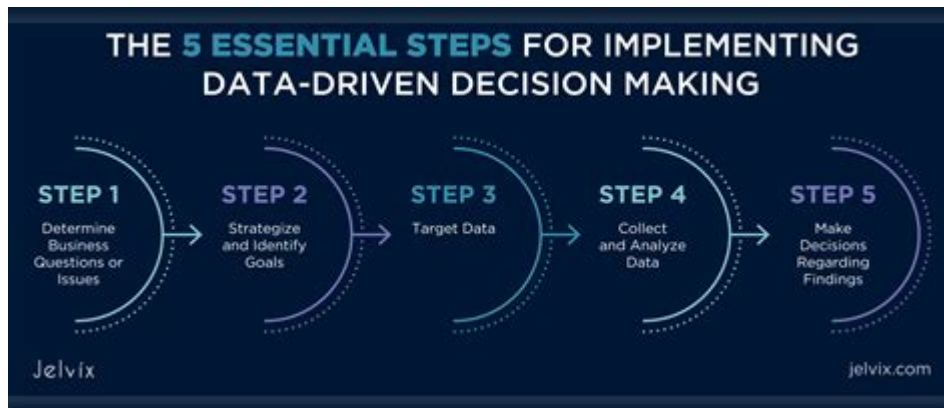 THE 5 ESSENTIAL STEPS FOR IMPLEMENTING
DATA-DRIVEN DECISION MAKING
STEP 1
Determine
Business
Questions or
Issues
STEP 2
Strategize
and Identify
Goals
STEP 3
Target Data
STEP 4
Collect
and Analyze
Data
STEP 5
Make
Decisions
Regarding
Findings
Jelvix
jelvix.com